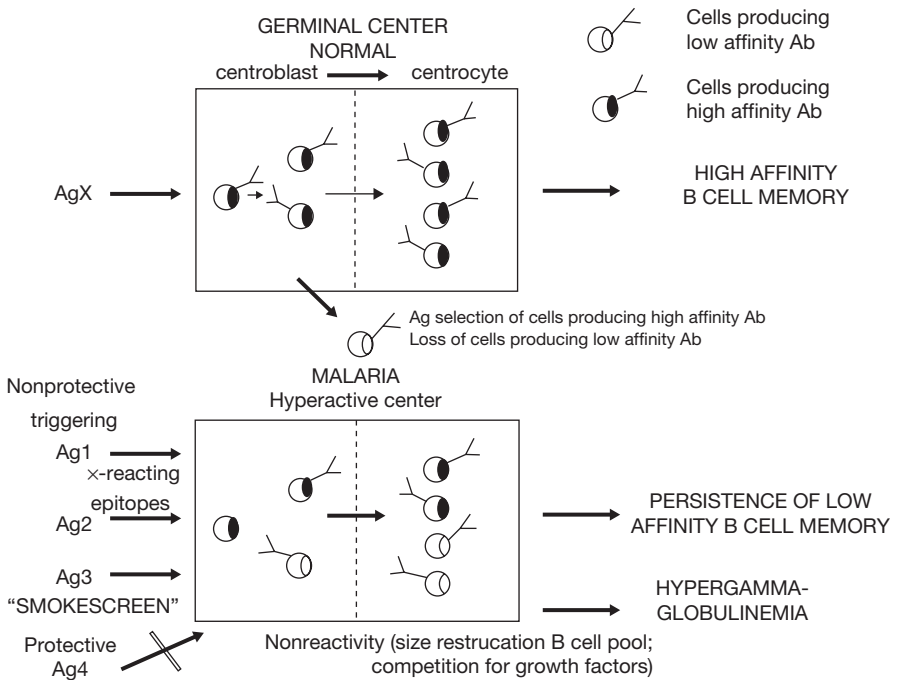 GERMINAL CENTER
NORMAL
centroblast
centrocyte
Cells producing
low affinity Ab
Cells producing
high affinity Ab
AgX
HIGH AFFINITY
B CELL MEMORY
Ag selection of cells producing high affinity Ab
Loss of cells producing low affinity Ab
MALARIA
Hyperactive center
Nonprotective
triggering
Ag1
×-reacting
epitopes
Ag2
Ag3
“SMOKESCREEN”
Protective
Ag4
PERSISTENCE OF LOW
AFFINITY B CELL MEMORY
HYPERGAMMA-
GLOBULINEMIA
Nonreactivity (size restrucation B cell pool;
competition for growth factors)